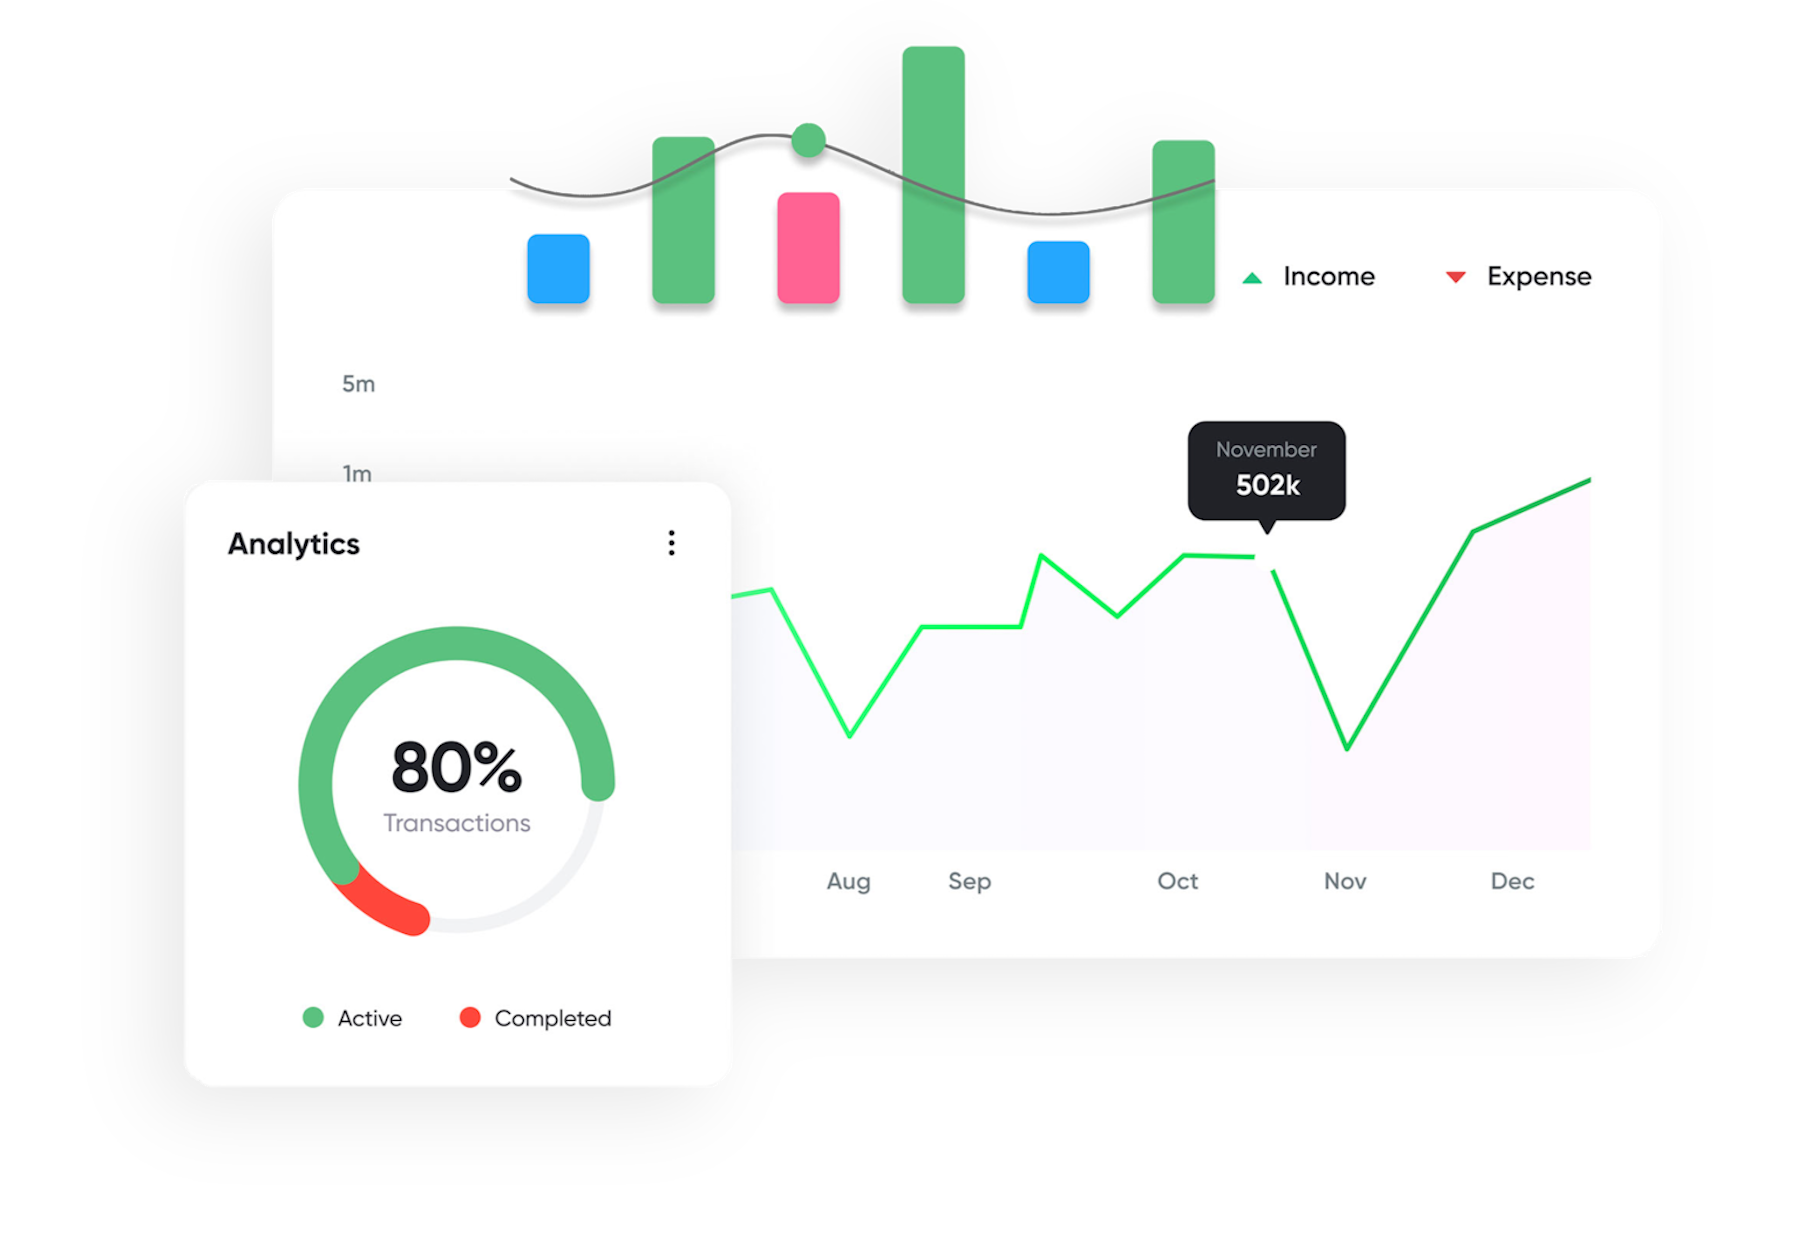 Income
Expense
5m
1m
November
502k
Analytics
80%
Transactions
Aug
Sep
Oct
Nov
Dec
Active
Completed